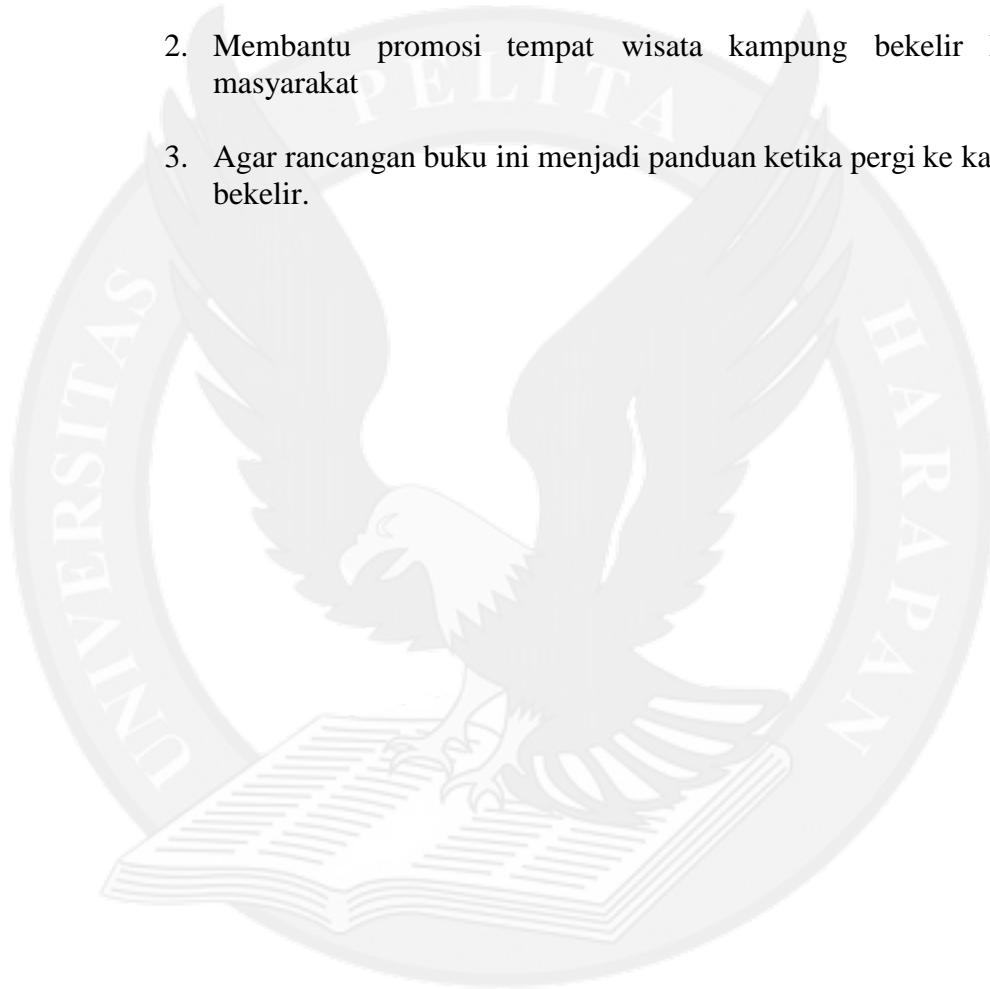 2. Membantu promosi tempat wisata kampung bekelir
masyarakat
3. Agar rancangan buku ini menjadi panduan ketika pergi ke ka
bekelir.
UNIVERSITAS PELITA HARAPAN